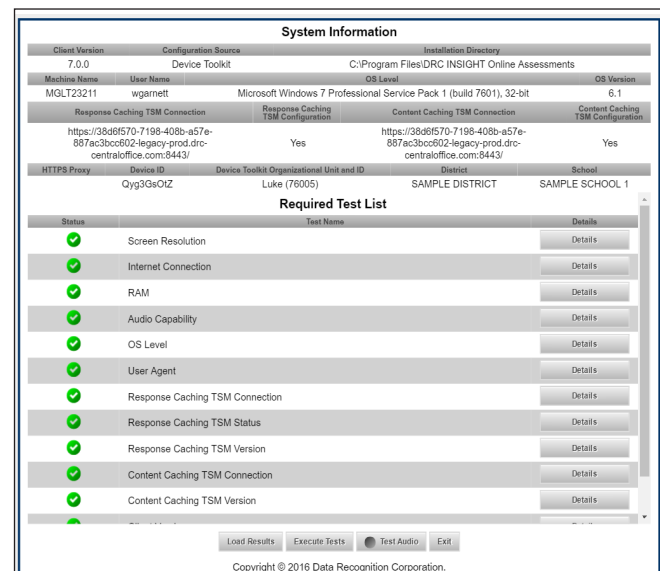 System Information
Client Version Configuration Source Installation Directory
7.0.0 Device Toolkit C:\Program Files\DRC INSIGHT Online Assessments
Machine Name User Name OS Level OS Version
MGLT23211 wgarnett Microsoft Windows 7 Professional Service Pack 1 (build 7601), 32-bit 6.1
Response Caching TSM Connection Response Caching TSM Configuration Content Caching TSM Connection Content Caching TSM Configuration
https://38d6f570-7198-408b-a57e-
887ac3bcc602-legacy-prod.drc-
centraloffice.com:8443/
Yes
https://38d6f570-7198-408b-a57e-
887ac3bcc602-legacy-prod.drc-
centraloffice.com:8443/
Yes
HTTPS Proxy Device ID Device Toolkit Organizational Unit and ID District School
Qyg3GsOtZ Luke (76005) SAMPLE DISTRICT SAMPLE SCHOOL 1
Required Test List
Status Test Name Details
Screen Resolution Details
Internet Connection Details
RAM Details
Audio Capability Details
OS Level Details
User Agent Details
Response Caching TSM Connection Details
Response Caching TSM Status Details
Response Caching TSM Version Details
Content Caching TSM Connection Details
Content Caching TSM Version Details
Load Results Execute Tests Test Audio Exit
Copyright © 2016 Data Recognition Corporation.